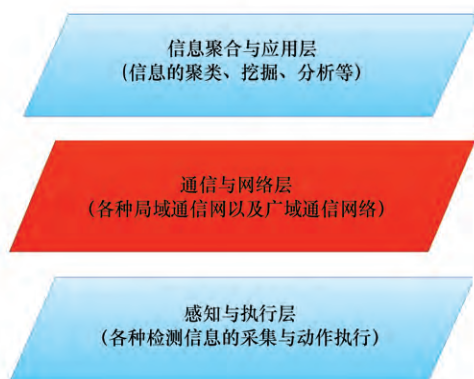 信息聚合与应用层
(信息的聚类、挖掘、分析等)
通信与网络层
(各种局域通信网以及广域通信网络)
感知与执行层
(各种检测信息的采集与动作执行)